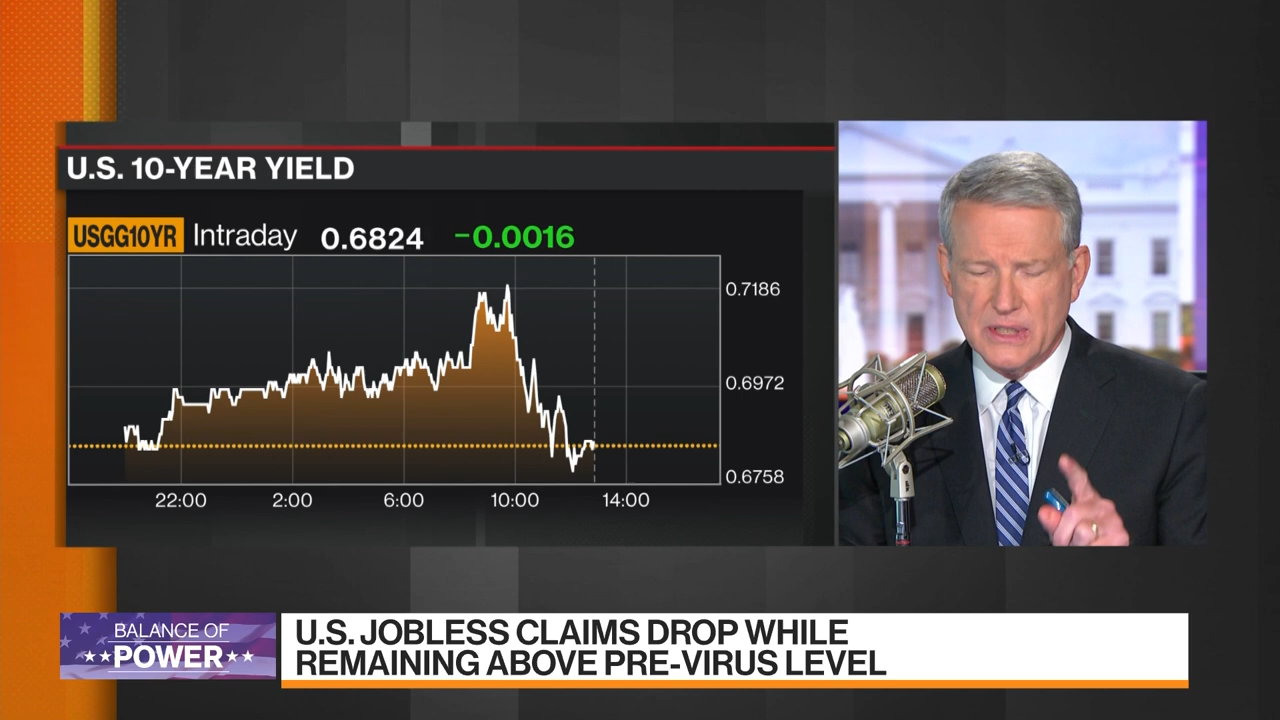 U.S. 10-YEAR YIELD
USGG10YR Intraday 0.6824 -0.0016
0.7186
0.6972
0.6758
22:00 2:00 6:00 10:00 14:00
BALANCE OF
POWER
U.S. JOBLESS CLAIMS DROP WHILE
REMAINING ABOVE PRE-VIRUS LEVEL